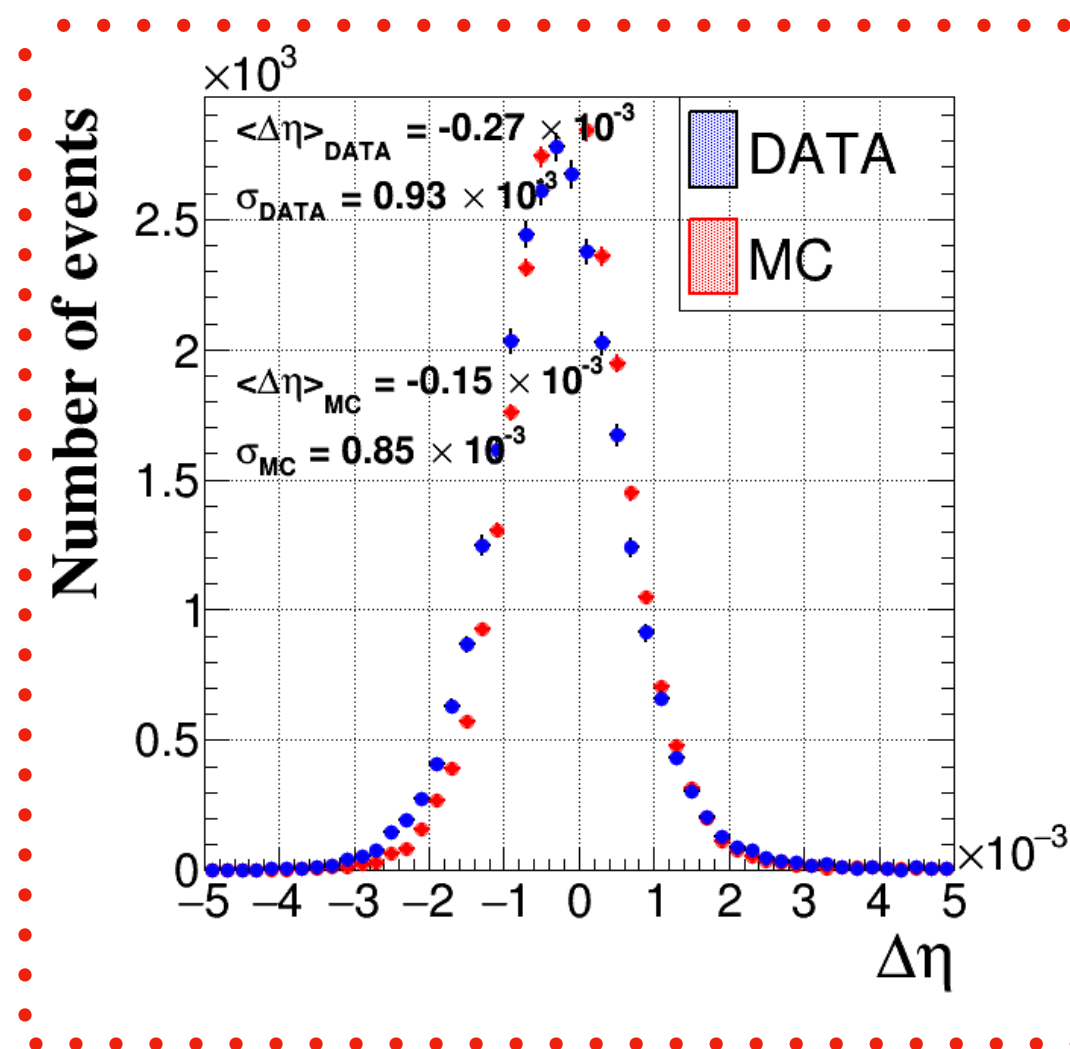 ×10³
Number of events
<Δη>DATA = -0.27 × 10-3
σDATA = 0.93 × 10-3
<Δη>MC = -0.15 × 10-3
σMC = 0.85 × 10-3
DATA
MC
2.5
2
1.5
1
0.5
0
−5 −4 −3 −2 −1 0 1 2 3 4 5
×10−3
Δη